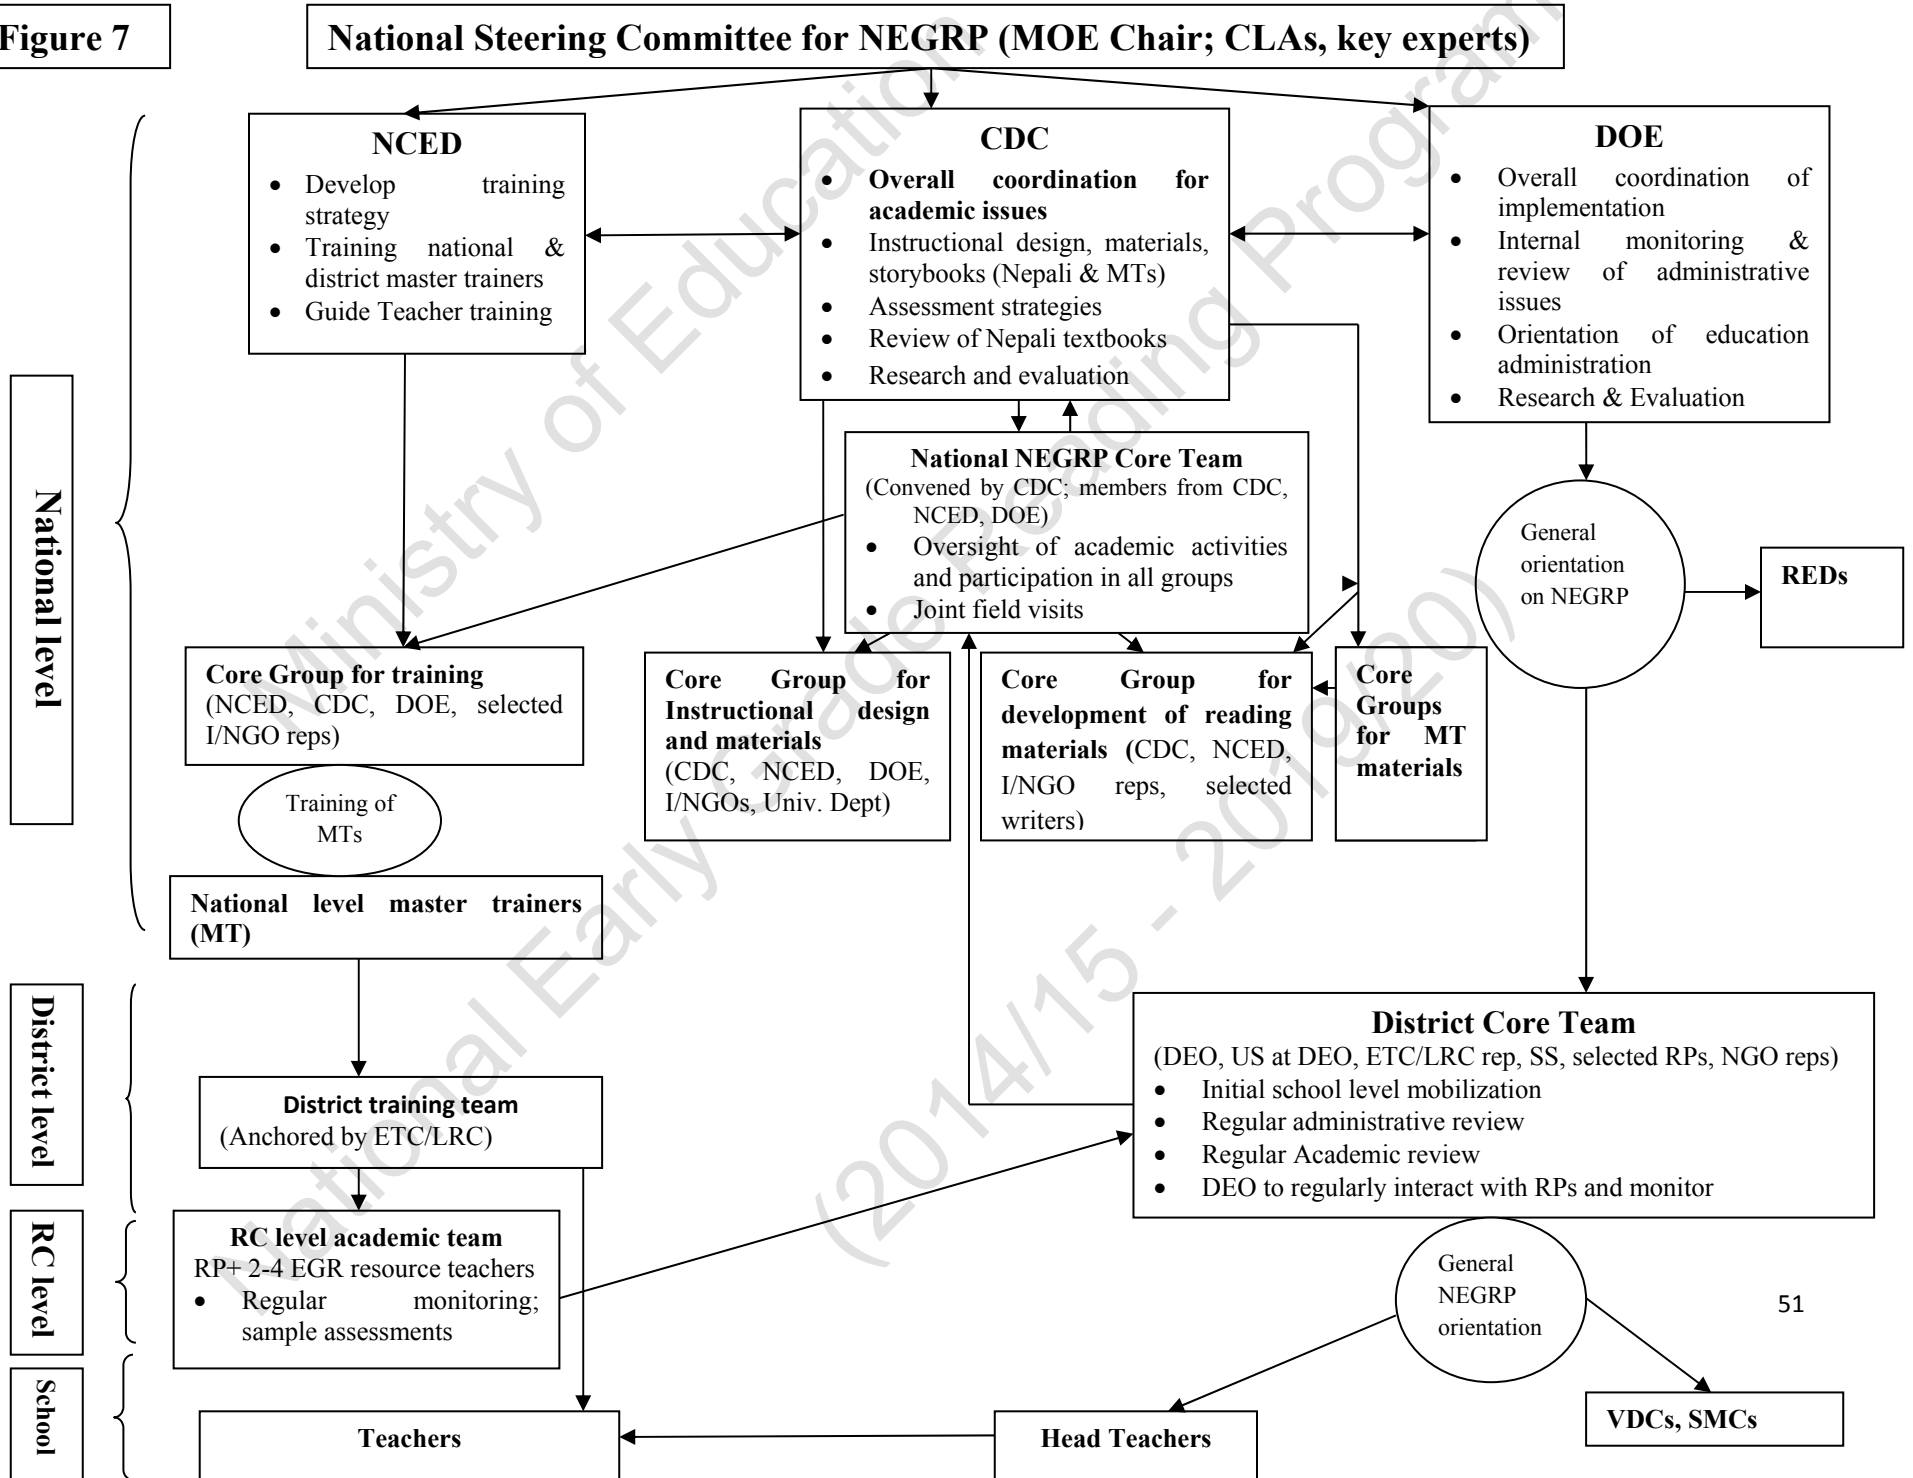 Figure 7
National Steering Committee for NEGRP (MOE Chair; CLAs, key experts)
NCED
• Develop training
strategy
• Training national &
district master trainers
• Guide Teacher training
CDC
• Overall coordination for
academic issues
• Instructional design, materials,
storybooks (Nepali & MTs)
• Assessment strategies
• Review of Nepali textbooks
• Research and evaluation
DOE
• Overall coordination of
implementation
• Internal monitoring &
review of administrative
issues
• Orientation of education
administration
• Research & Evaluation
National level
National NEGRP Core Team
(Convened by CDC; members from CDC,
NCED, DOE)
• Oversight of academic activities
and participation in all groups
• Joint field visits
General
orientation
on NEGRP
REDs
Core Group for training
(NCED, CDC, DOE, selected
I/NGO reps)
Core Group for
Instructional design
and materials
(CDC, NCED, DOE,
I/NGOs, Univ. Dept)
Core Group for
development of reading
materials (CDC, NCED,
I/NGO reps, selected
writers)
Core
Groups
for MT
materials
Training of
MTs
National level master trainers
(MT)
District level
District training team
(Anchored by ETC/LRC)
District Core Team
(DEO, US at DEO, ETC/LRC rep, SS, selected RPs, NGO reps)
• Initial school level mobilization
• Regular administrative review
• Regular Academic review
• DEO to regularly interact with RPs and monitor
RC level
RC level academic team
RP+ 2-4 EGR resource teachers
• Regular monitoring;
sample assessments
General
NEGRP
orientation
51
School
Teachers
Head Teachers
VDCs, SMCs
Ministry of Education
National Early Grade Reading Program
(2014/15 - 2019/20)